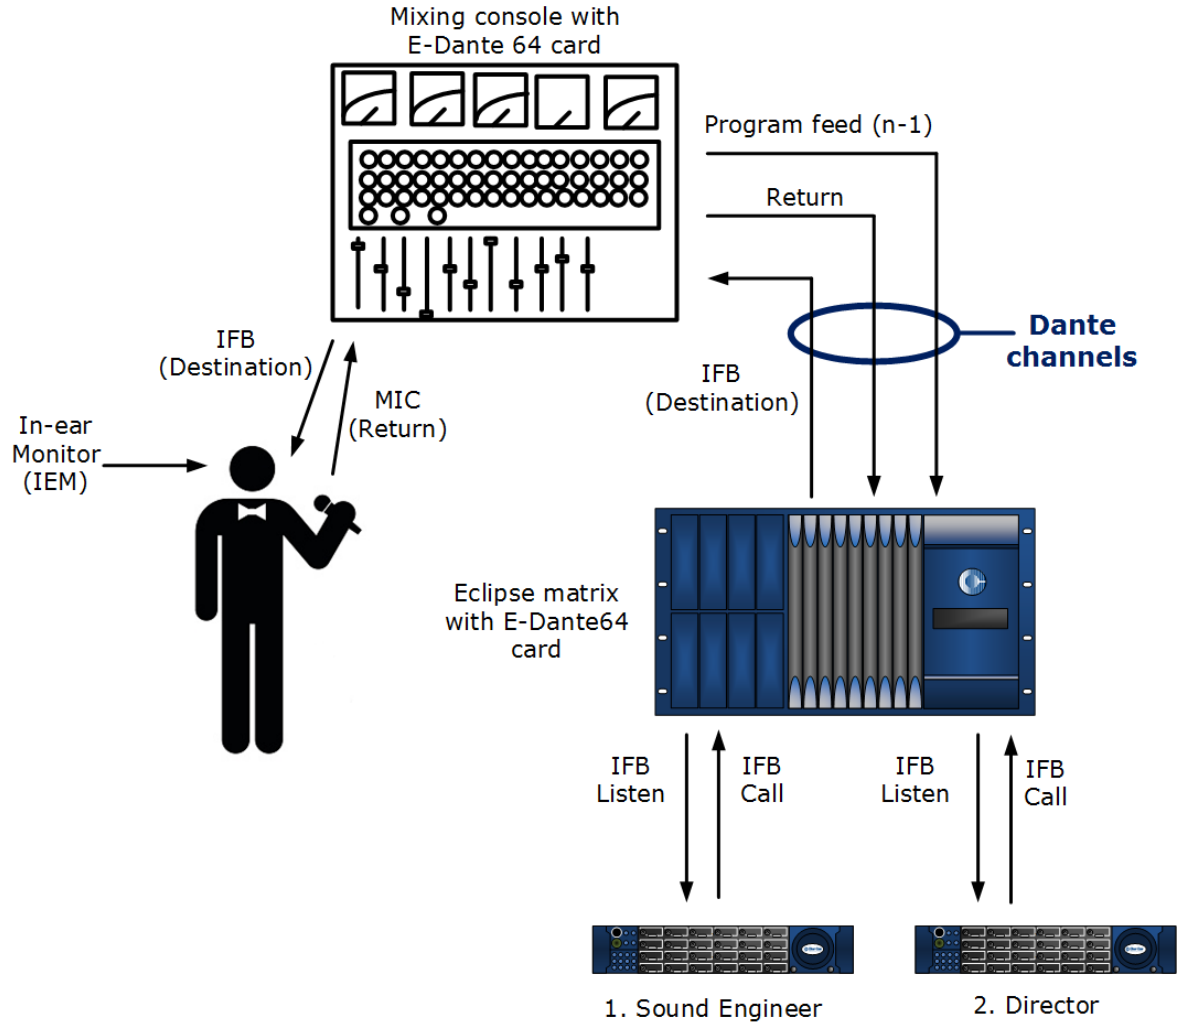 Mixing console with
E-Dante 64 card
Program feed (n-1)
Return
Dante
channels
IFB
(Destination)
MIC
(Return)
IFB
(Destination)
In-ear
Monitor
(IEM)
Eclipse matrix
with E-Dante64
card
IFB
Listen
IFB
Call
IFB
Listen
IFB
Call
1. Sound Engineer
2. Director